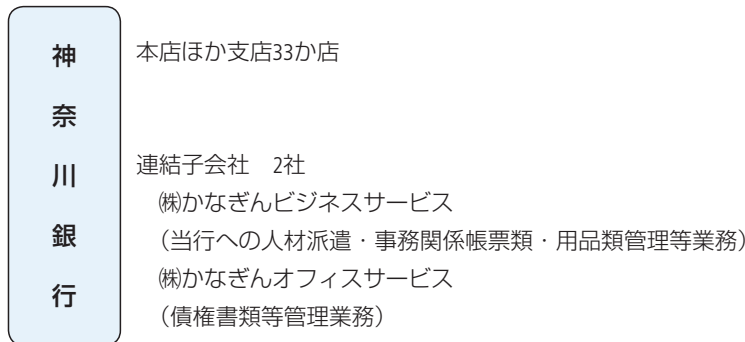 神奈川銀行
本店ほか支店33か店
連結子会社　2社
㈱かなぎんビジネスサービス
（当行への人材派遣・事務関係帳票類・用品類管理等業務）
㈱かなぎんオフィスサービス
（債権書類等管理業務）